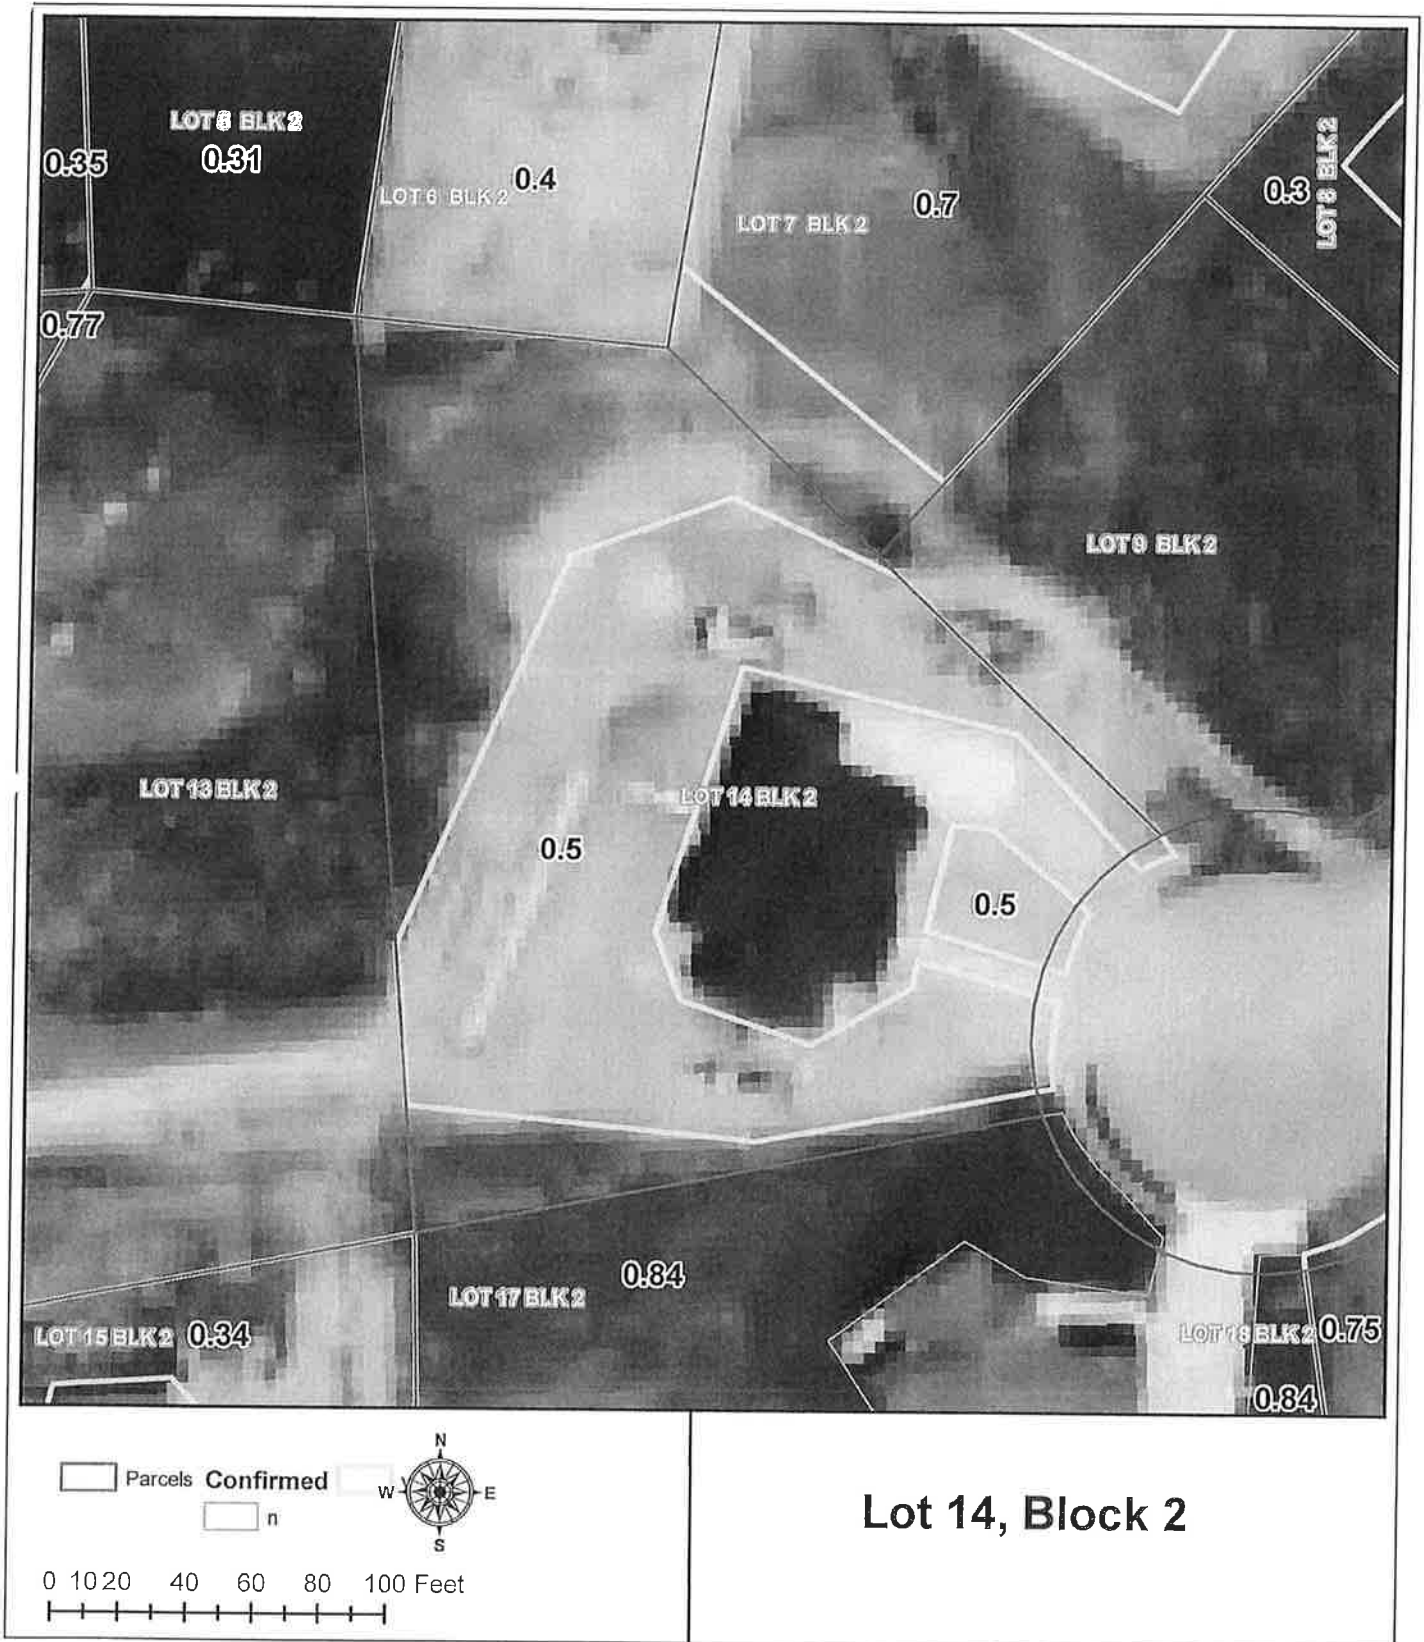 LOT 6 BLK 2
0.35
0.31
LOT 6 BLK 2
0.4
LOT 7 BLK 2
0.7
0.3
LOT 8 BLK 2
0.77
LOT 9 BLK 2
LOT 13 BLK 2
LOT 14 BLK 2
0.5
0.5
LOT 17 BLK 2
0.84
LOT 15 BLK 2
0.34
LOT 18 BLK 2
0.75
0.84
Parcels
Confirmed
n
N
W
E
S
0 10 20 40 60 80 100 Feet
Lot 14, Block 2